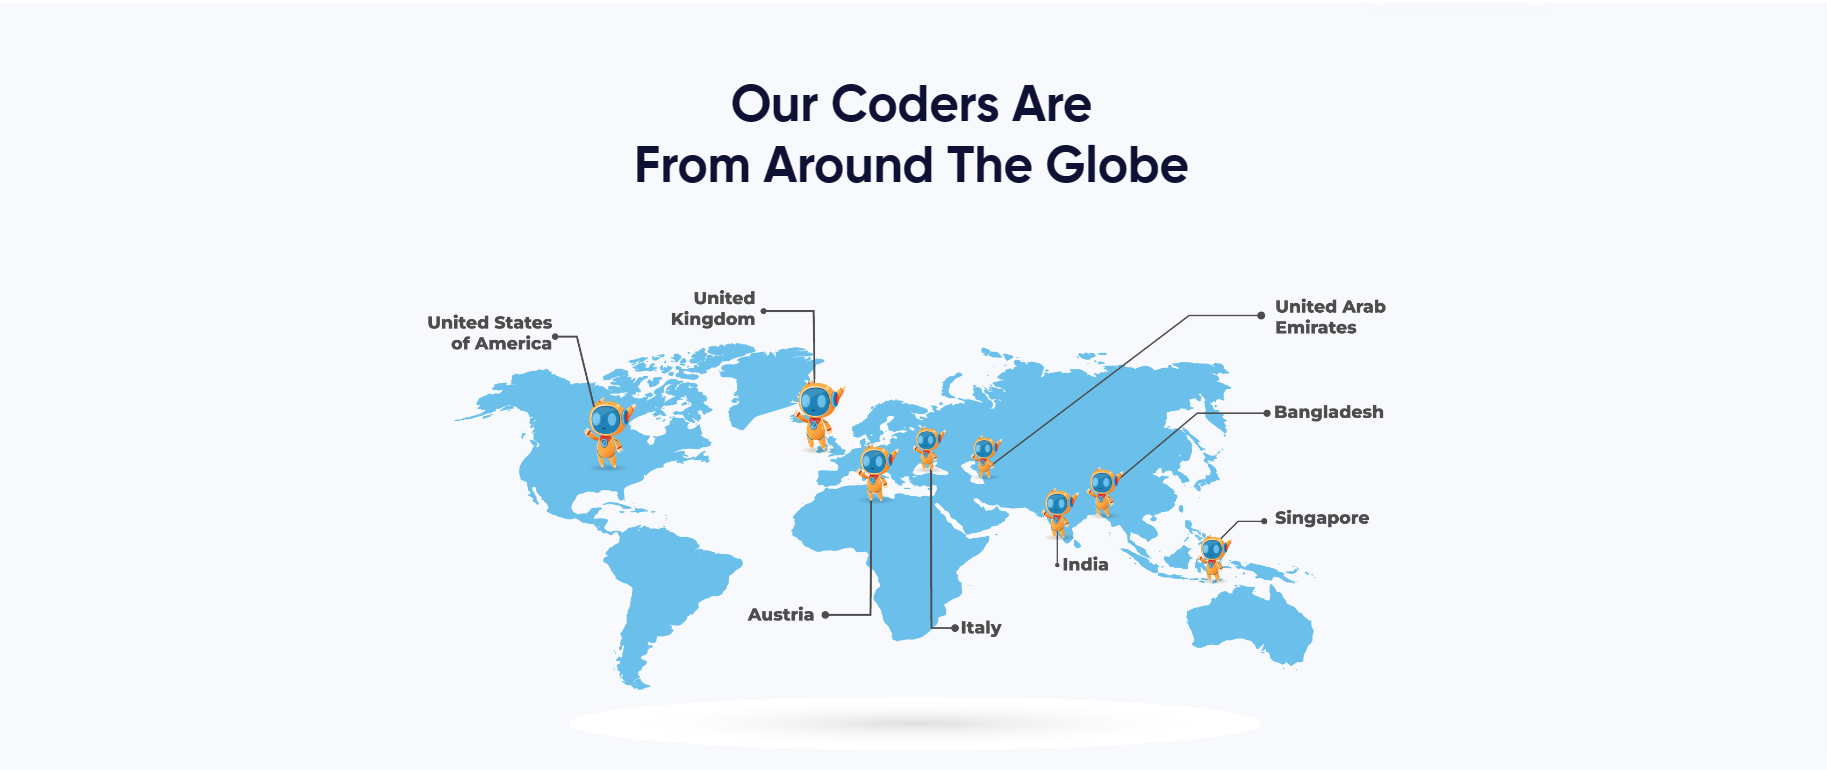 Our Coders Are
From Around The Globe
United
Kingdom
United States
of America
United Arab
Emirates
Bangladesh
Singapore
India
Austria
Italy